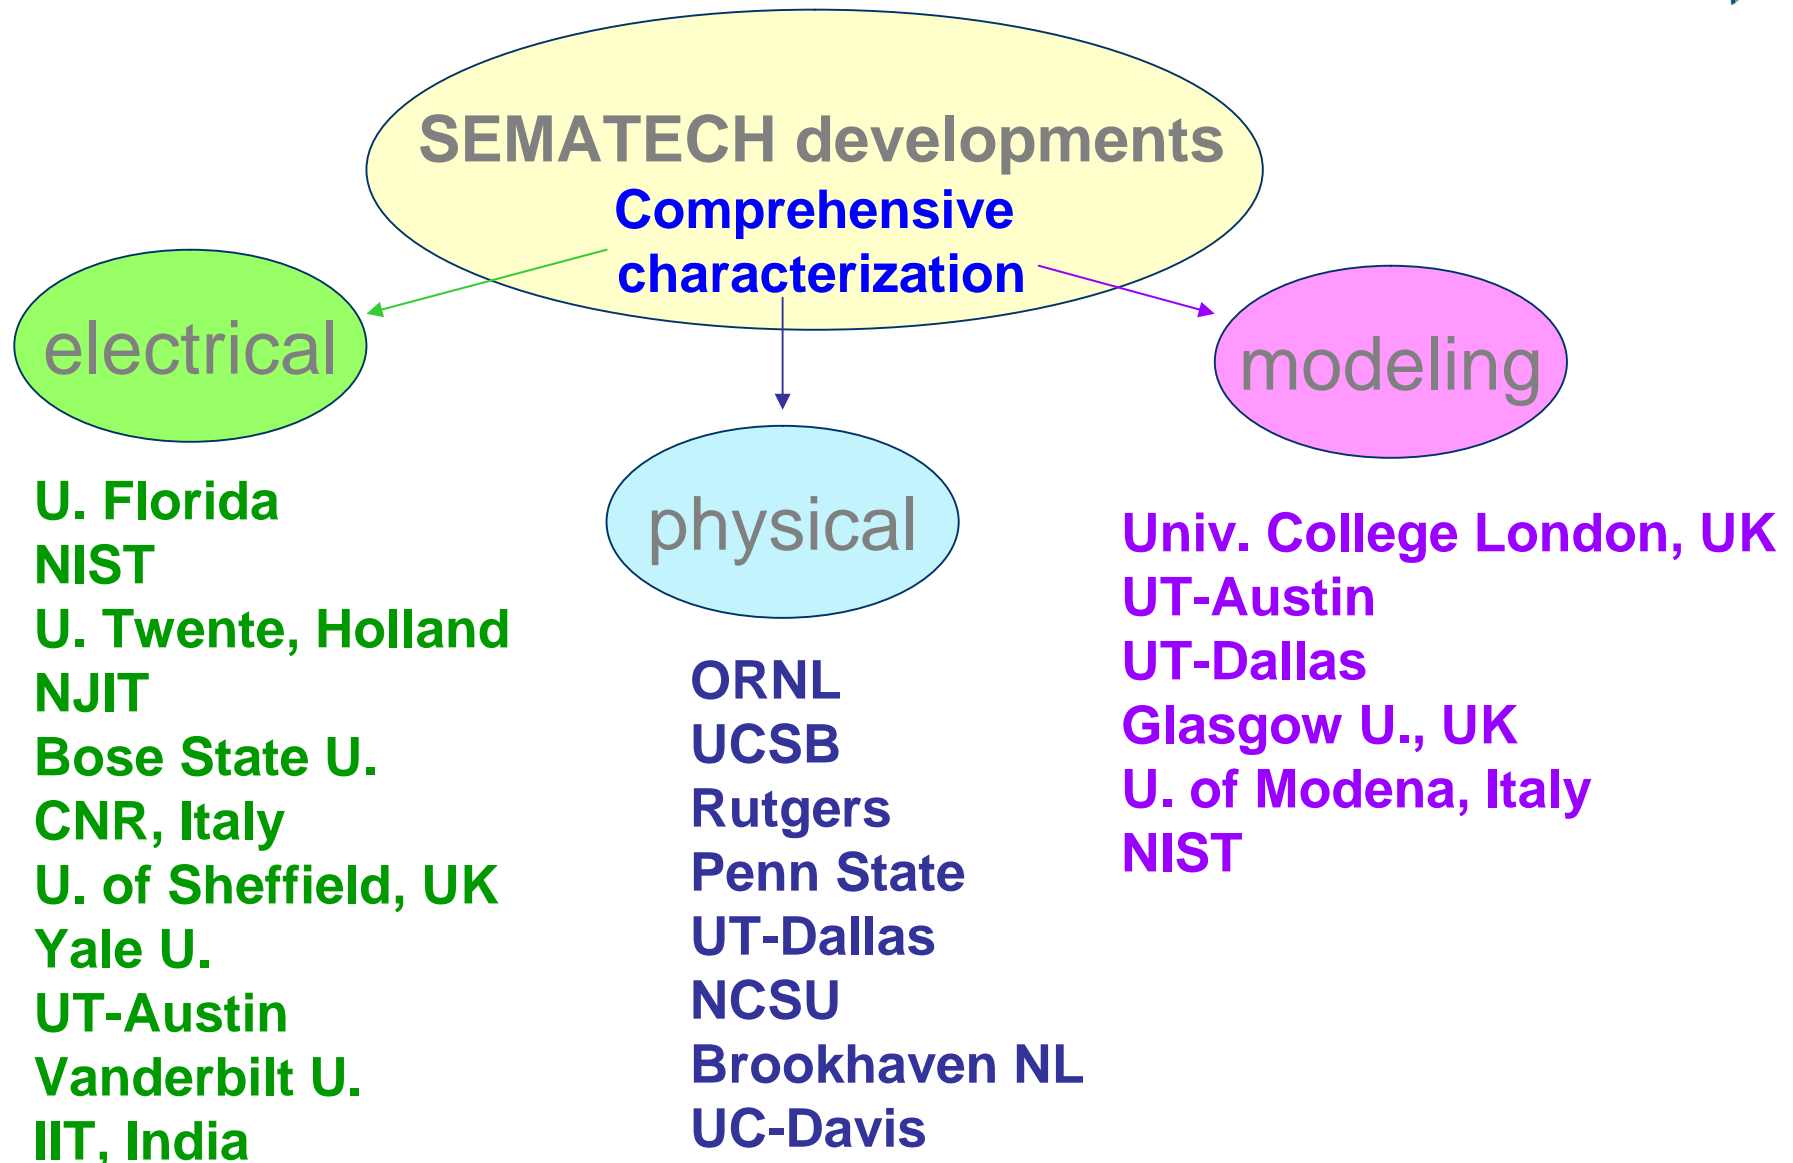 SEMATECH developments
Comprehensive
characterization
electrical
U. Florida
NIST
U. Twente, Holland
NJIT
Bose State U.
CNR, Italy
U. of Sheffield, UK
Yale U.
UT-Austin
Vanderbilt U.
IIT, India
physical
ORNL
UCSB
Rutgers
Penn State
UT-Dallas
NCSU
Brookhaven NL
UC-Davis
modeling
Univ. College London, UK
UT-Austin
UT-Dallas
Glasgow U., UK
U. of Modena, Italy
NIST